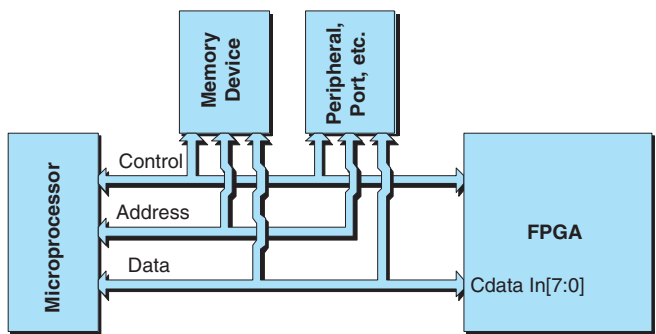 Memory
Device
Peripheral,
Port, etc.
Microprocessor
Control
Address
Data
FPGA
Cdata In[7:0]